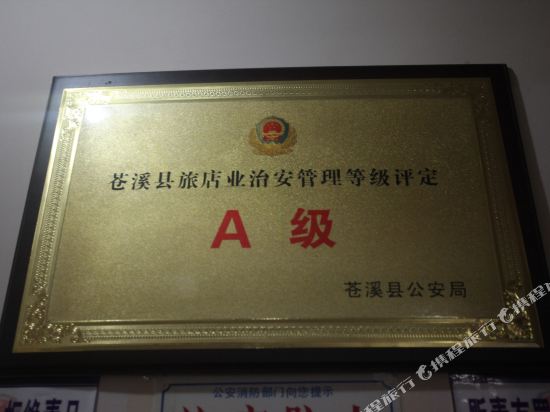 苍溪县旅店业治安管理等级评定
A 级
苍溪县公安局
公安消防部门向您提示
携程旅行